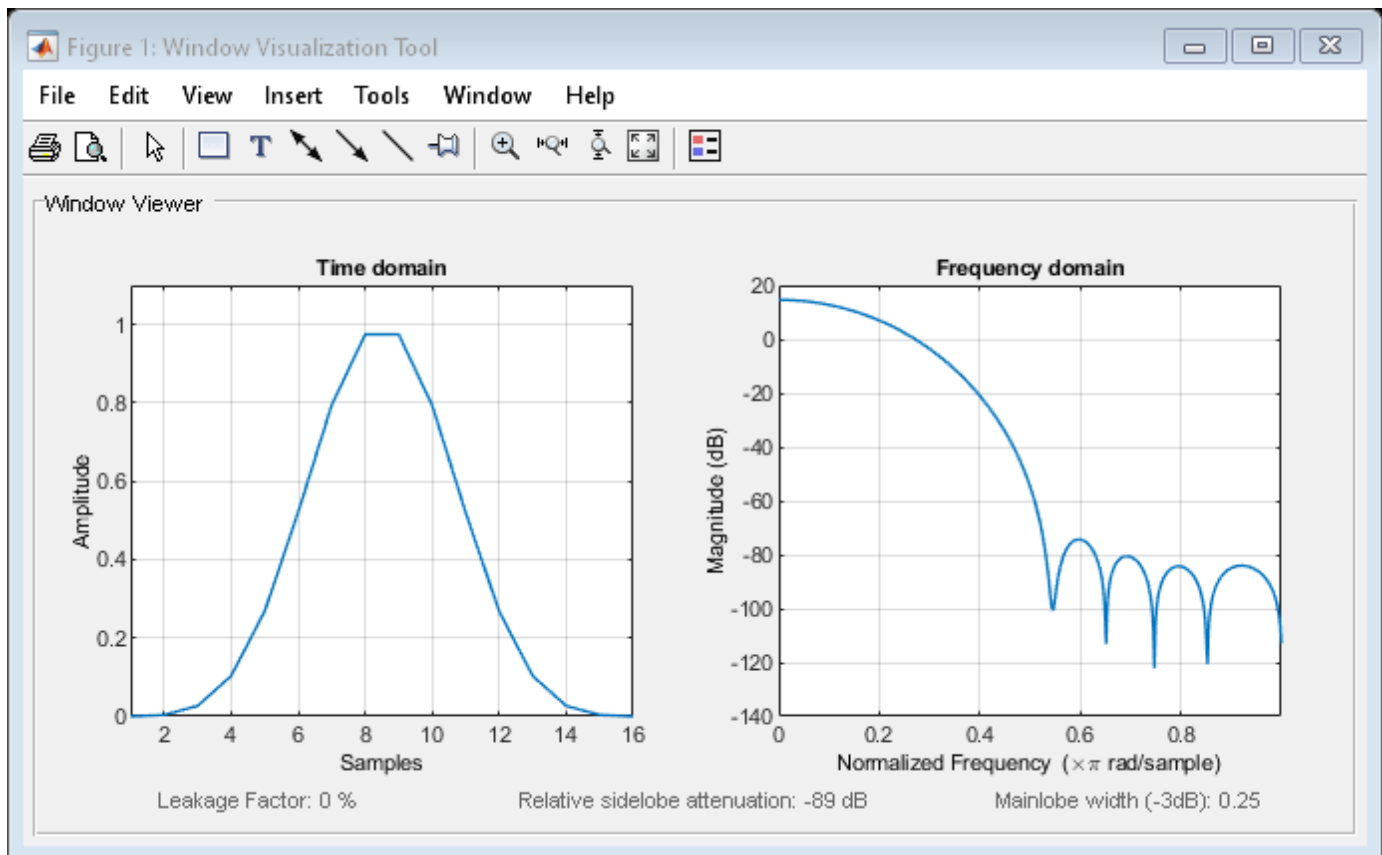 Figure 1: Window Visualization Tool
File Edit View Insert Tools Window Help
T
Window Viewer
Time domain
1
0.8
0.6
0.4
0.2
0
Amplitude
2 4 6 8 10 12 14 16
Samples
Frequency domain
20
0
-20
-40
-60
-80
-100
-120
-140
Magnitude (dB)
0 0.2 0.4 0.6 0.8
Normalized Frequency (×π rad/sample)
Leakage Factor: 0 % Relative sidelobe attenuation: -89 dB Mainlobe width (-3dB): 0.25